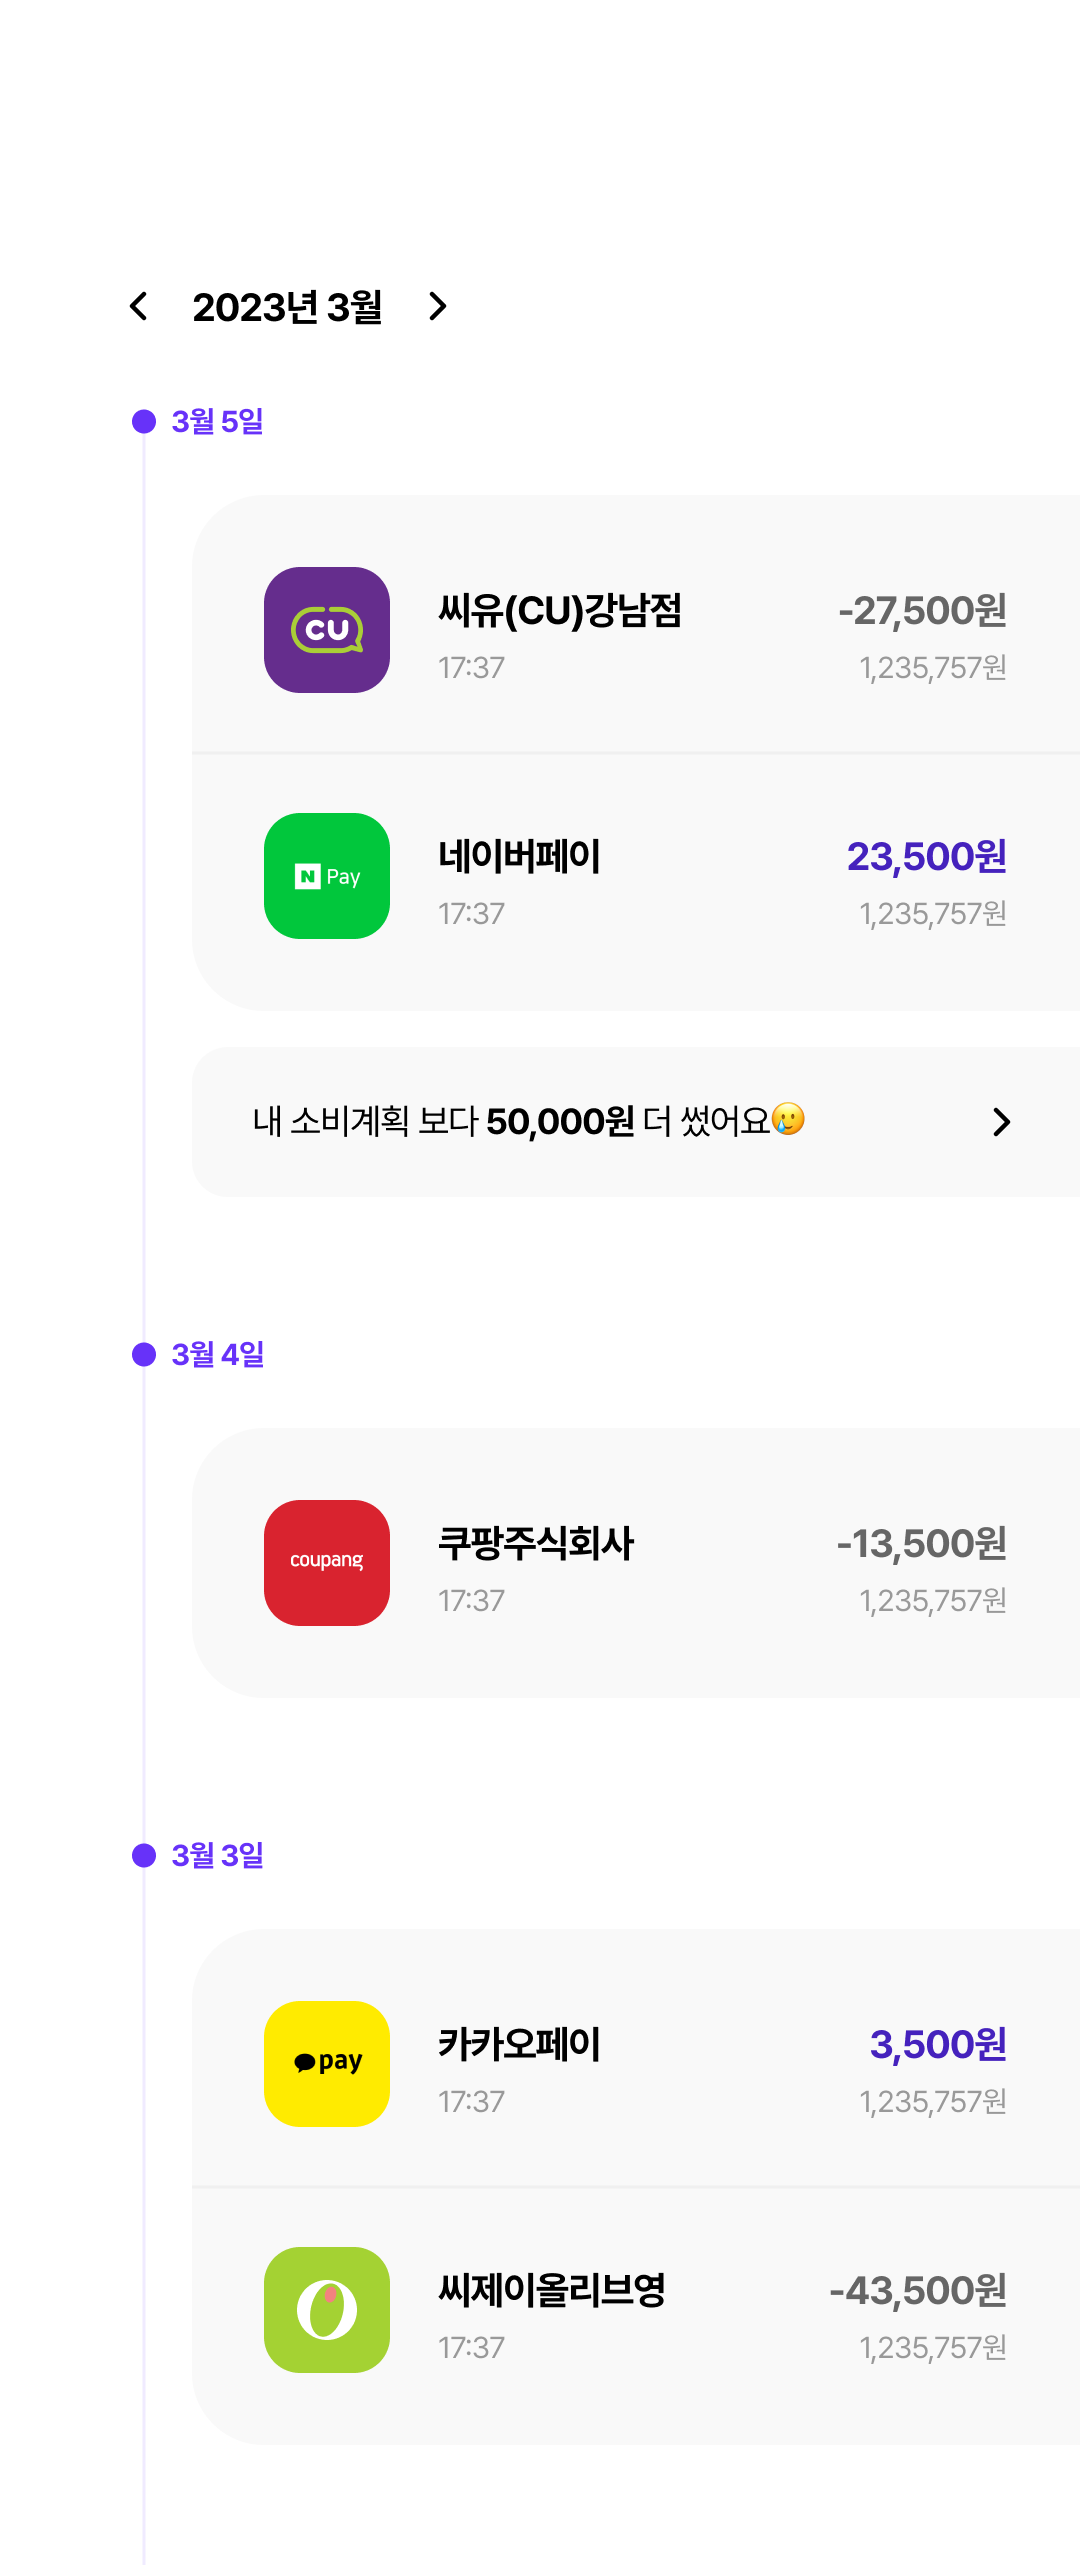 2023년 3월
3월 5일
CU
씨유(CU)강남점
-27,500원
17:37
1,235,757원
N Pay
네이버페이
23,500원
17:37
1,235,757원
내 소비계획 보다 50,000원 더 썼어요🥲
3월 4일
coupang
쿠팡주식회사
-13,500원
17:37
1,235,757원
3월 3일
pay
카카오페이
3,500원
17:37
1,235,757원
씨제이올리브영
-43,500원
17:37
1,235,757원